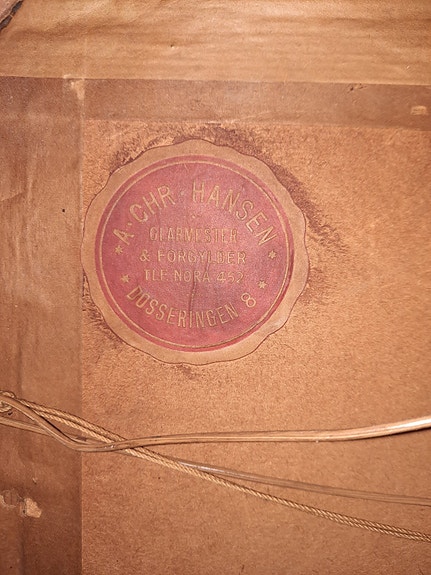 A·CHR·HANSEN
GLARMESTER
& FORGYLDER
TLF. NORA 452
DOSSERINGEN 8